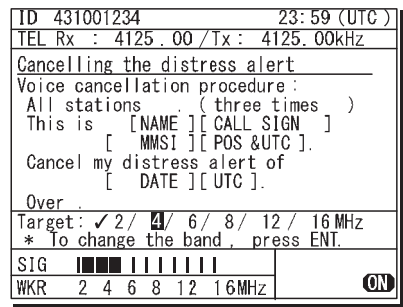 ID 431001234 23:59 (UTC)
TEL Rx : 4125.00/Tx: 4125.00kHz
Cancelling the distress alert
Voice cancellation procedure:
All stations . (three times )
This is [NAME ][ CALL SIGN ]
[ MMSI ][ POS &UTC ].
Cancel my distress alert of
[ DATE ][ UTC ].
Over .
Target: ✓2/ 4/ 6/ 8/ 12/ 16MHz
* To change the band, press ENT.
SIG
WKR 2 4 6 8 12 16MHz ON